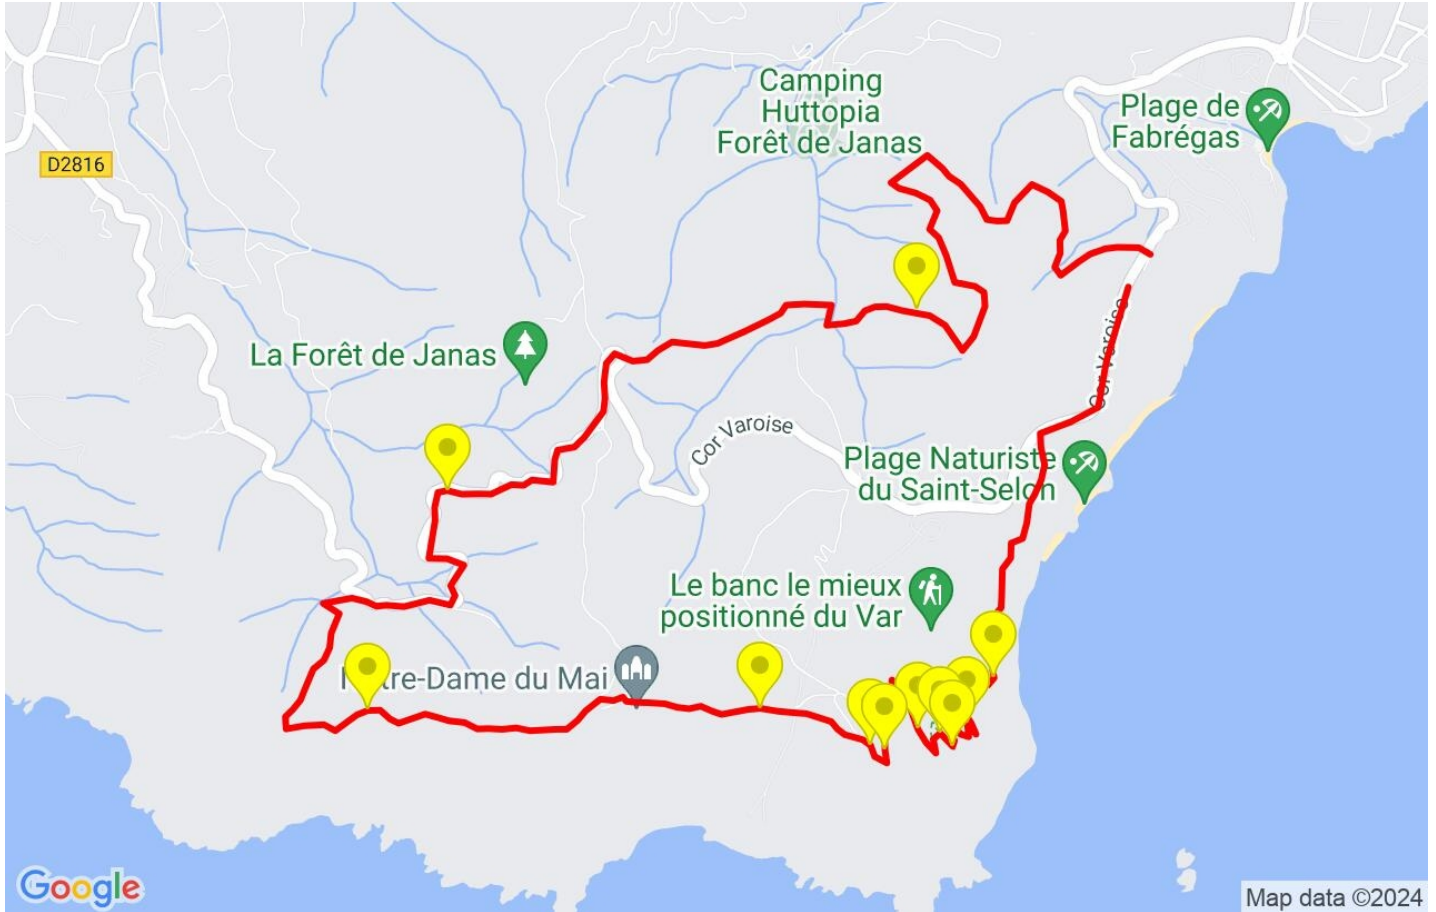 Camping
Huttopia
Forêt de Janas
Plage de
Fabrégas
D2816
La Forêt de Janas
Cor Varoise
Cor Varoise
Plage Naturiste
du Saint-Selon
Le banc le mieux
positionné du Var
Notre-Dame du Mai
Google
Map data ©2024